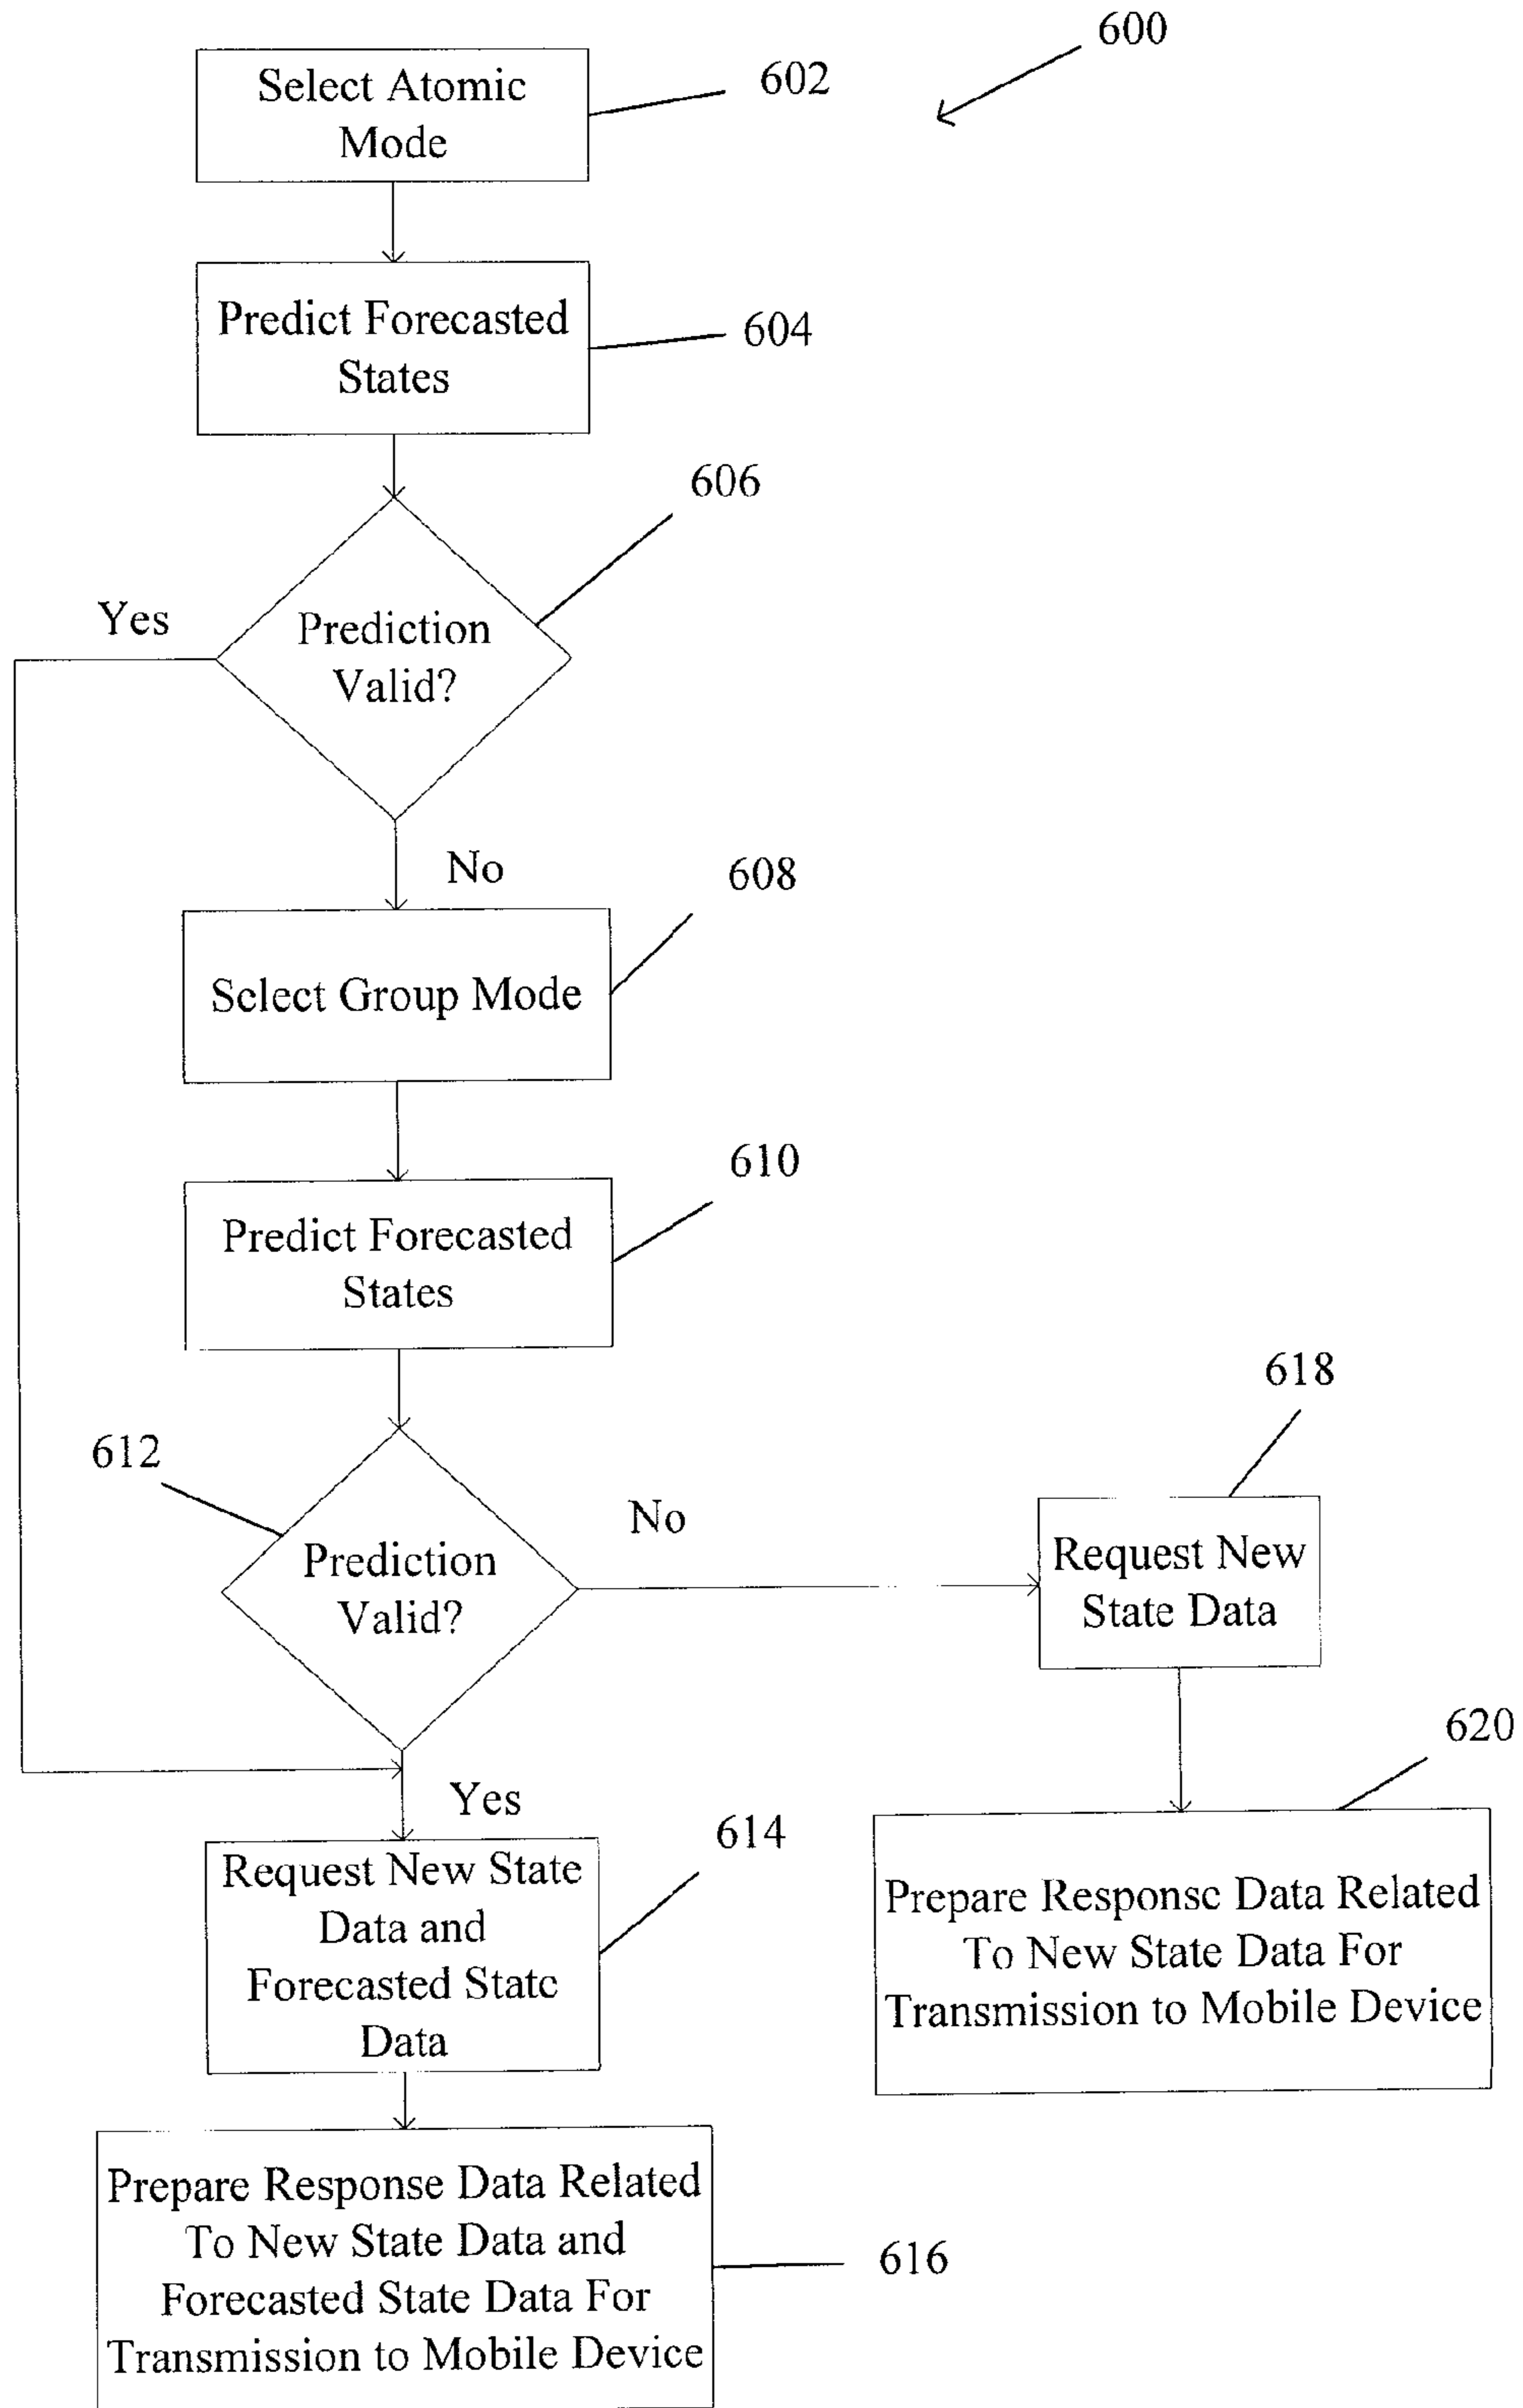 600
Select Atomic
Mode
602
Predict Forecasted
States
604
606
Yes
Prediction
Valid?
No
608
Select Group Mode
610
Predict Forecasted
States
618
612
No
Prediction
Valid?
Request New
State Data
620
Yes
614
Request New State
Data and
Forecasted State
Data
Prepare Response Data Related
To New State Data For
Transmission to Mobile Device
Prepare Response Data Related
To New State Data and
Forecasted State Data For
Transmission to Mobile Device
616